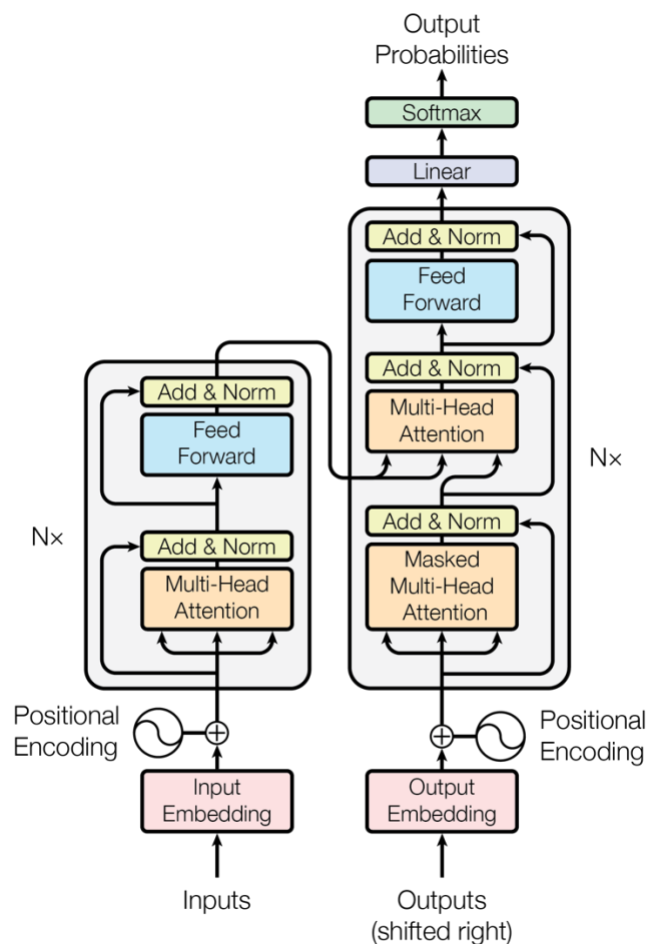 Output
Probabilities
Softmax
Linear
Add & Norm
Feed
Forward
Add & Norm
Multi-Head
Attention
Nx
Add & Norm
Masked
Multi-Head
Attention
Add & Norm
Feed
Forward
Nx
Add & Norm
Multi-Head
Attention
Positional
Encoding
Positional
Encoding
Input
Embedding
Output
Embedding
Inputs
Outputs
(shifted right)